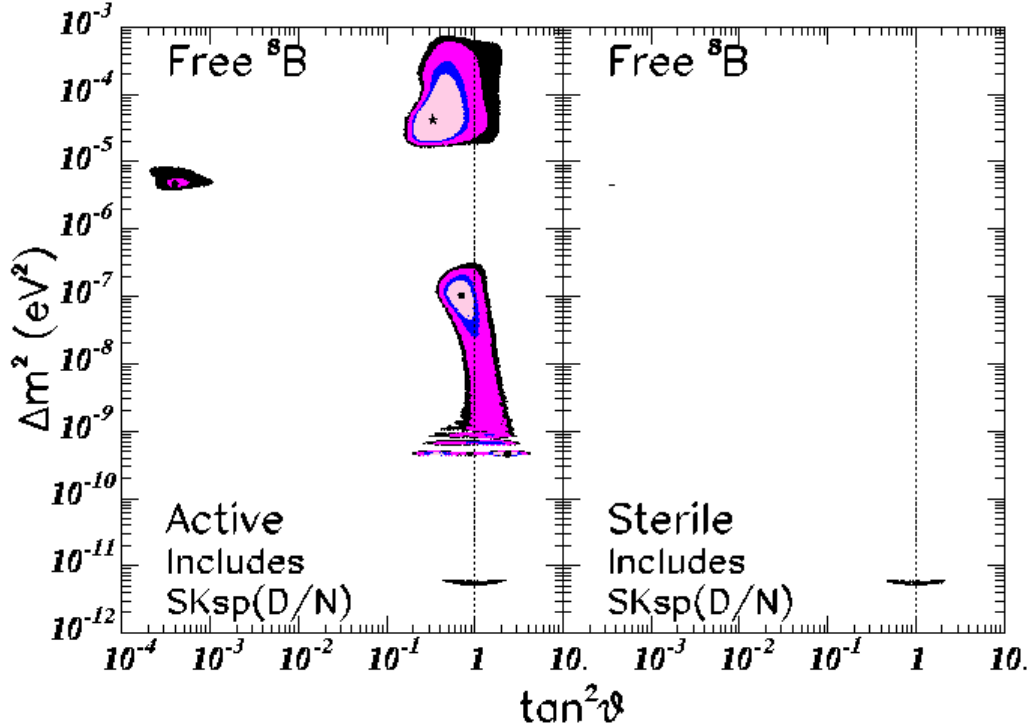 Free ⁸B
Free ⁸B
10⁻³
10⁻⁴
10⁻⁵
10⁻⁶
10⁻⁷
10⁻⁸
10⁻⁹
10⁻¹⁰
10⁻¹¹
10⁻¹²
Δm² (eV²)
Active
Includes
SKsp(D/N)
Sterile
Includes
SKsp(D/N)
10⁻⁴ 10⁻³ 10⁻² 10⁻¹ 1 10. 10⁻³ 10⁻² 10⁻¹ 1 10.
tan²ϑ